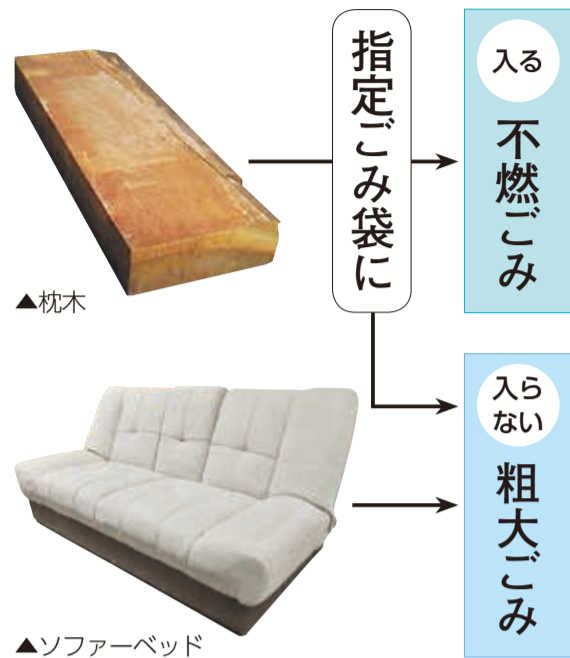 ▲枕木
指定ごみ袋に
入る
不燃ごみ
▲ソファーベッド
入ら
ない
粗大ごみ